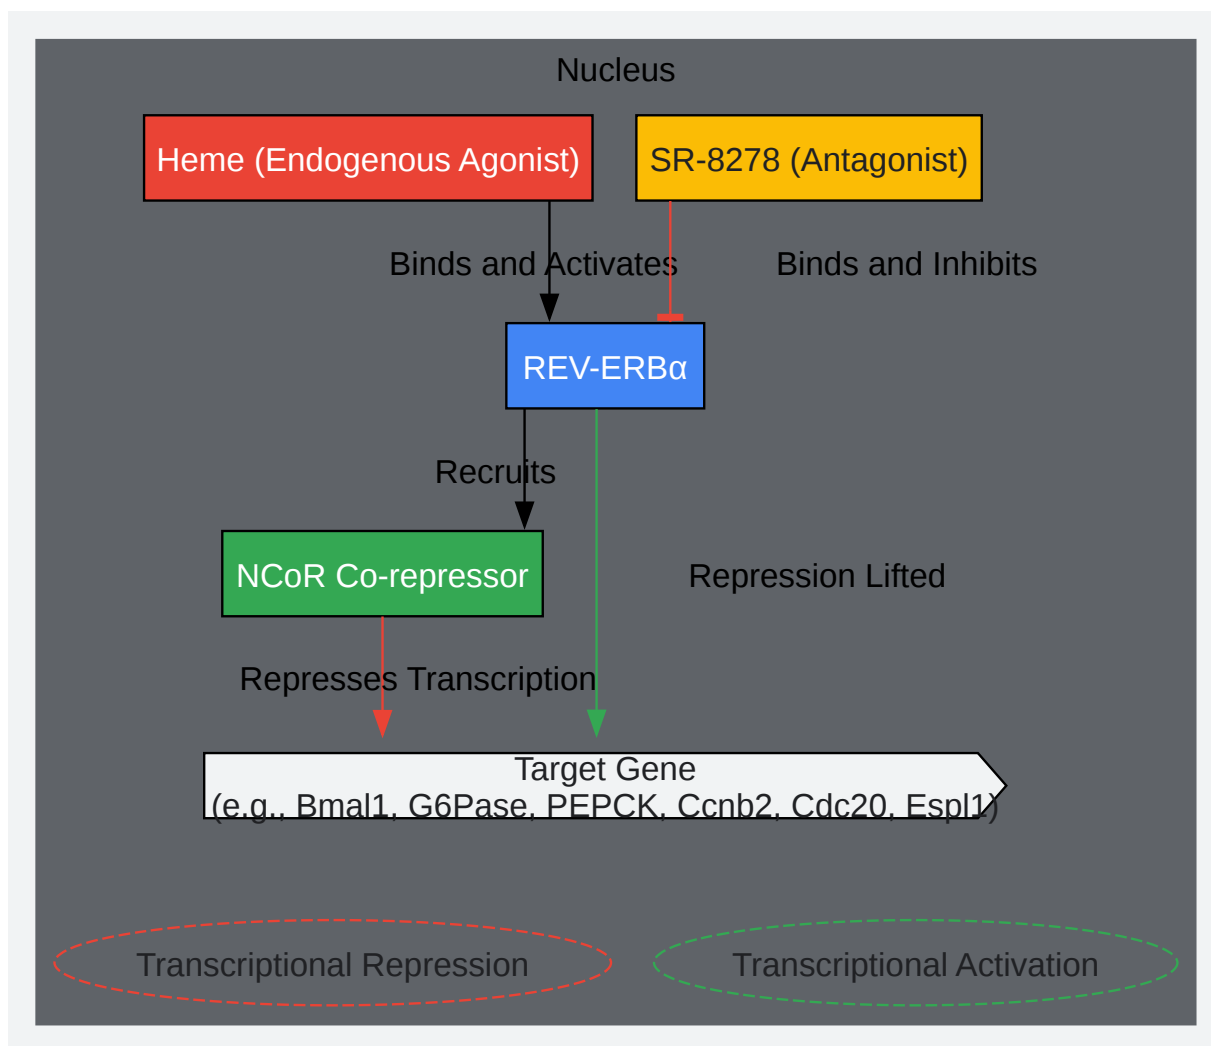 Nucleus
Heme (Endogenous Agonist)
SR-8278 (Antagonist)
Binds and Activates
Binds and Inhibits
REV-ERBα
Recruits
NCoR Co-repressor
Repression Lifted
Represses Transcription
Target Gene
(e.g., Bmal1, G6Pase, PEPCK, Ccnb2, Cdc20, Espl1)
Transcriptional Repression
Transcriptional Activation